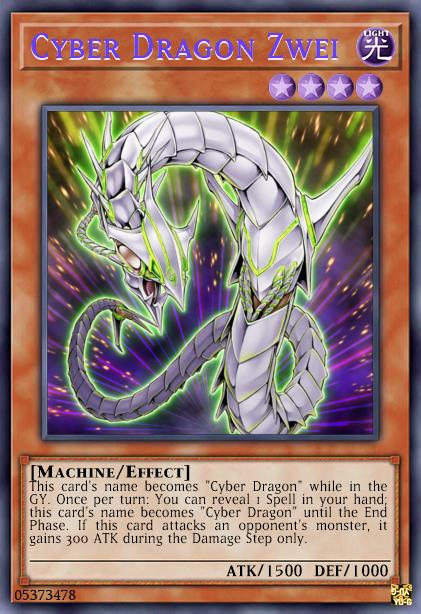 CYBER DRAGON ZWEI
LIGHT
光
[MACHINE/EFFECT]
This card's name becomes "Cyber Dragon" while in the
GY. Once per turn: You can reveal 1 Spell in your hand;
this card's name becomes "Cyber Dragon" until the End
Phase. If this card attacks an opponent's monster, it
gains 300 ATK during the Damage Step only.
ATK/1500 DEF/1000
05373478